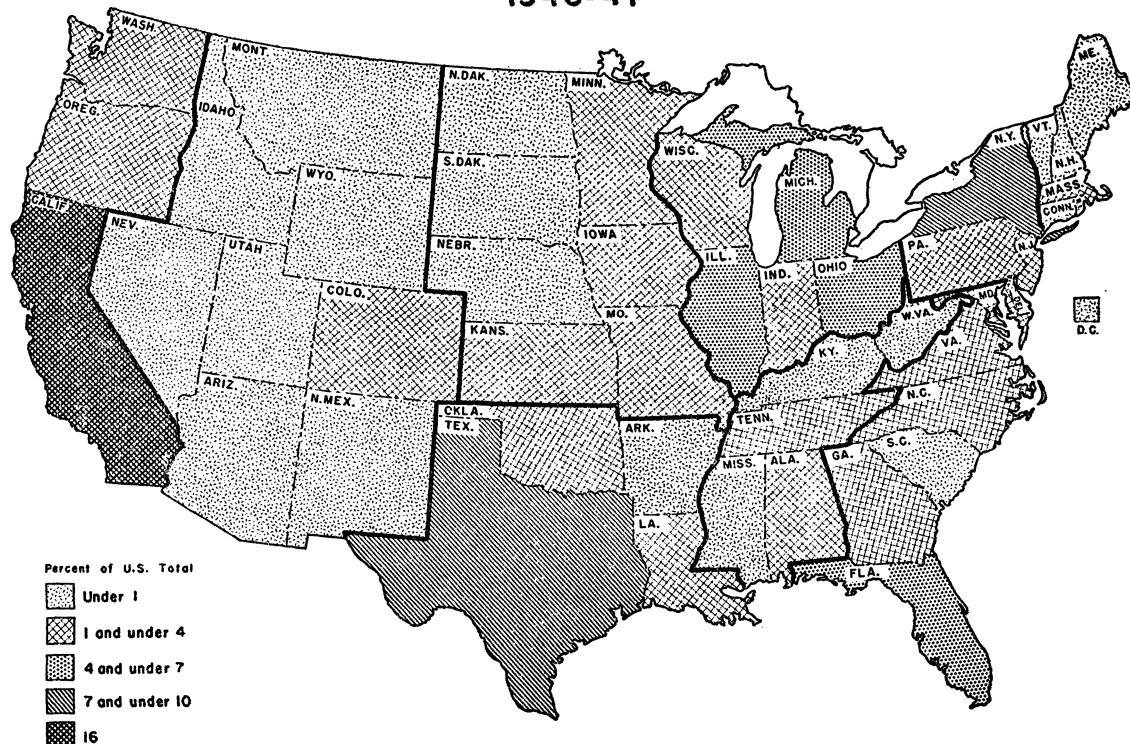 WASH.
MONT.
N.DAK.
MINN.
ME.
OREG.
IDAHO
N.Y.
VT.
S.DAK.
WISC.
N.H.
WYO.
MICH.
MASS.
CONN.
CALIF.
NEV.
UTAH
NEBR.
IOWA
ILL.
IND.
OHIO
PA.
N.J.
COLO.
MO.
W.VA.
MD.
D.C.
KANS.
KY.
VA.
ARIZ.
N.MEX.
OKLA.
TEX.
ARK.
TENN.
N.C.
MISS.
ALA.
GA.
S.C.
LA.
FLA.
Percent of U.S. Total
Under 1
1 and under 4
4 and under 7
7 and under 10
16